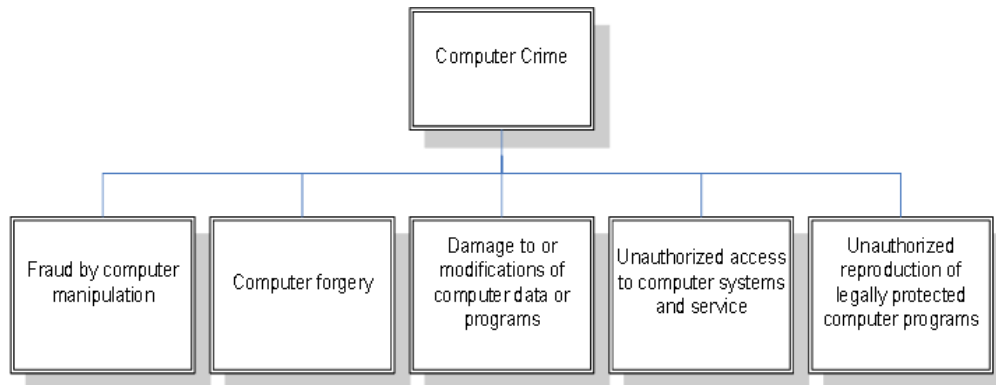 Computer Crime
Fraud by computer
manipulation
Computer forgery
Damage to or
modifications of
computer data or
programs
Unauthorized access
to computer systems
and service
Unauthorized
reproduction of
legally protected
computer programs